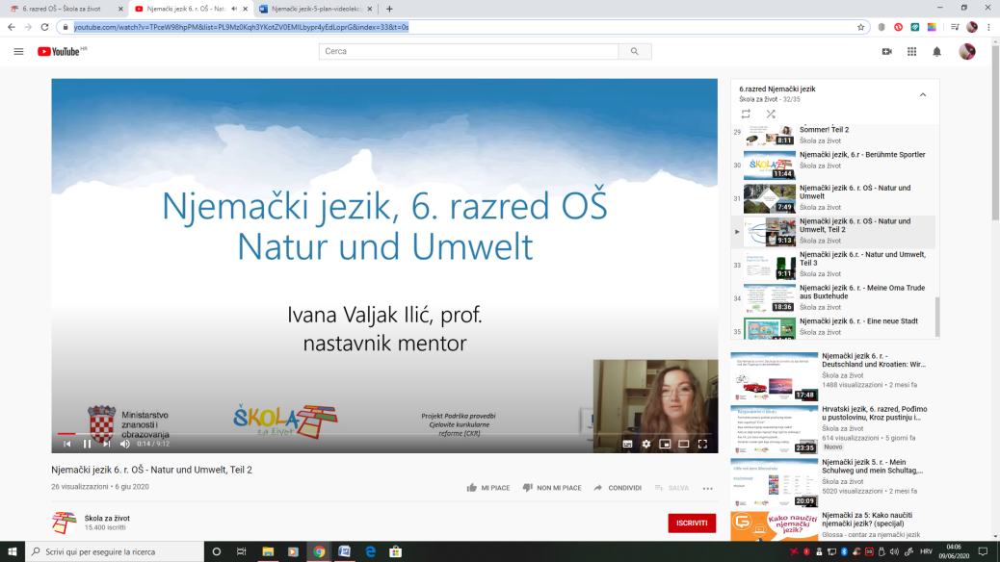 6. razred OŠ – Škola za život
Njemački jezik 6. r. OŠ - Nat
Njemački jezik-5-plan-videolekc
youtube.com/watch?v=TPceW98hpPM&list=PL9Mz0Kqh3YKotZV0EMlLbypr4yEdLoprG&index=33&t=0s
YouTube HR
Cerca
Njemački jezik, 6. razred OŠ
Natur und Umwelt
Ivana Valjak Ilić, prof.
nastavnik mentor
Ministarstvo
znanosti i
obrazovanja
ŠKOLA
za život
Projekt Podrška provedbi
Cjelovite kurikularne
reforme (CKR)
0:14 / 9:12
Njemački jezik 6. r. OŠ - Natur und Umwelt, Teil 2
26 visualizzazioni • 6 giu 2020
MI PIACE
NON MI PIACE
CONDIVIDI
SALVA
Škola za život
15.400 iscritti
ISCRIVITI
6.razred Njemački jezik
Škola za život - 32/35
29
8:11
Sommer! Teil 2
Škola za život
30
11:44
Njemački jezik, 6.r - Berühmte Sportler
Škola za život
31
7:49
Njemački jezik 6. r. OŠ - Natur und
Umwelt
Škola za život
9:13
Njemački jezik 6. r. OŠ - Natur und
Umwelt, Teil 2
Škola za život
33
9:11
Njemački jezik 6.r. - Natur und Umwelt,
Teil 3
Škola za život
34
18:36
Njemački jezik 6. r. - Meine Oma Trude
aus Buxtehude
Škola za život
35
Njemački jezik 6. r. - Eine neue Stadt
Škola za život
17:48
Njemački jezik 6. r. -
Deutschland und Kroatien: Wir...
Škola za život
1488 visualizzazioni • 2 mesi fa
23:35
Hrvatski jezik, 6. razred, Pođimo
u pustolovinu, Kroz pustinju i...
Škola za život
614 visualizzazioni • 5 giorni fa
Nuovo
20:09
Njemački jezik 5. r. - Mein
Schulweg und mein Schultag,...
Škola za život
5020 visualizzazioni • 2 mesi fa
Kako naučiti
njemački jezik?
Njemački za 5: Kako naučiti
njemački jezik? (specijal)
Glossa - centar za njemački jezik
Scrivi qui per eseguire la ricerca
HRV
04:06
09/06/2020